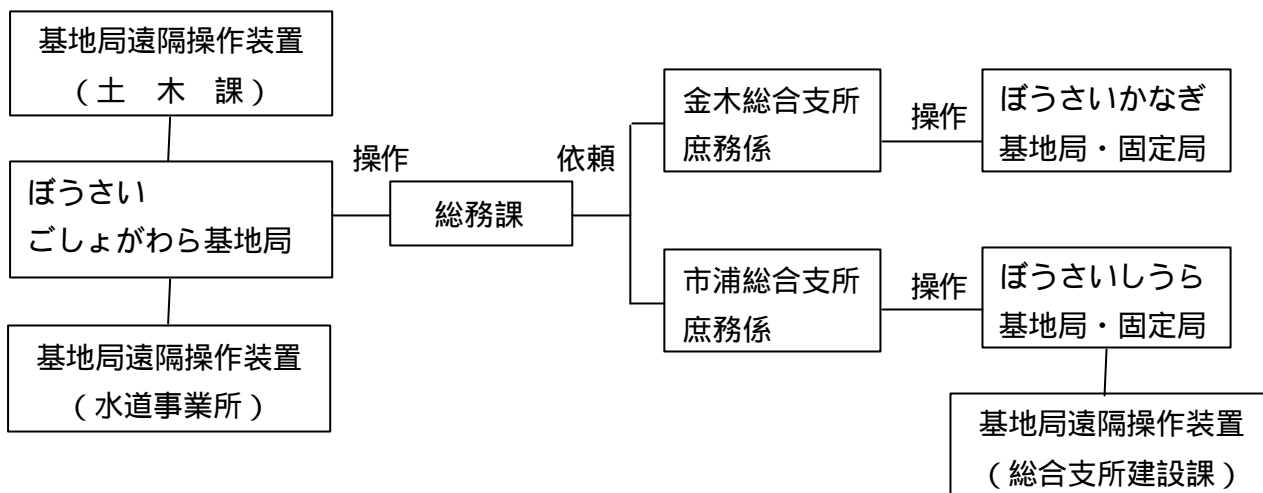 基地局遠隔操作装置
（土　木　課）
ぼうさい
ごしょがわら基地局
基地局遠隔操作装置
（水道事業所）
操作
総務課
依頼
金木総合支所
庶務係
操作
ぼうさいかなぎ
基地局・固定局
市浦総合支所
庶務係
操作
ぼうさいしうら
基地局・固定局
基地局遠隔操作装置
（総合支所建設課）